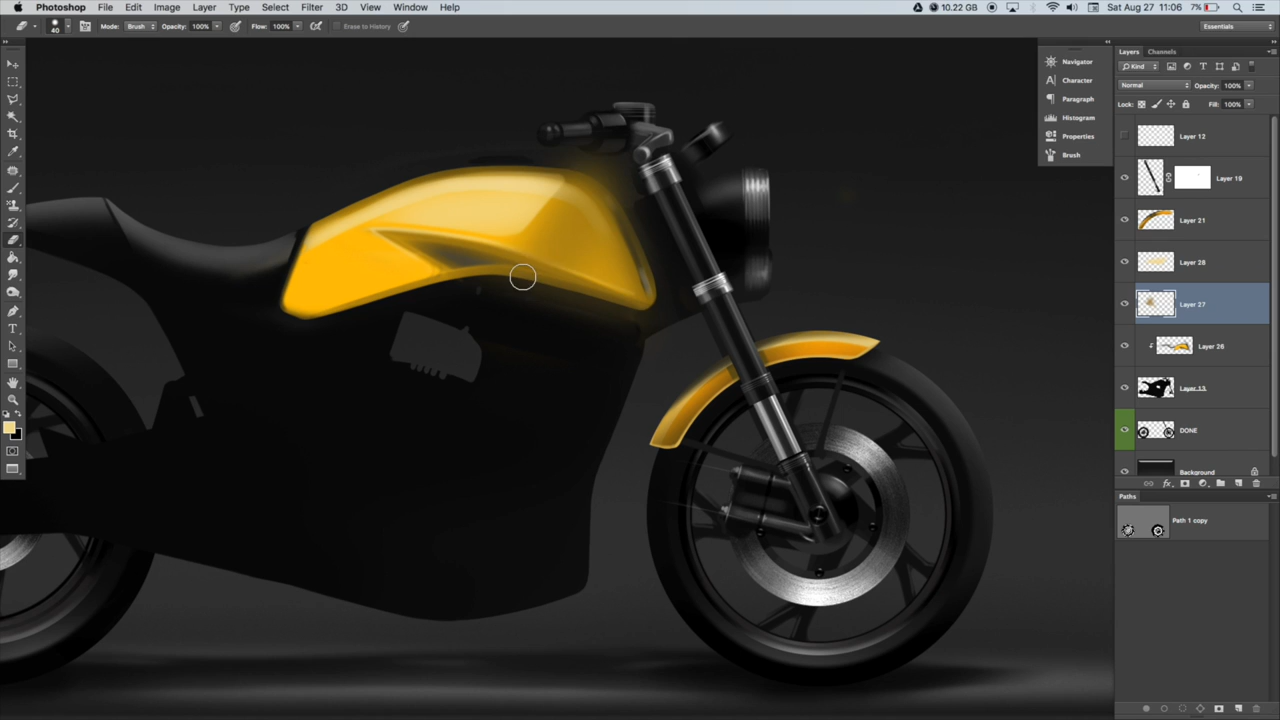 Photoshop File Edit Image Layer Type Select Filter 3D View Window Help 10.22 GB Sat Aug 27 11:06 7%
40 Mode: Brush Opacity: 100% Flow: 100% Erase to History Essentials
Navigator
Character
Paragraph
Histogram
Properties
Brush
Layers Channels
Kind
Normal Opacity: 100%
Lock: Fill: 100%
Layer 12
Layer 19
Layer 21
Layer 28
Layer 27
Layer 26
Layer 13
DONE
Background
Paths
Path 1 copy